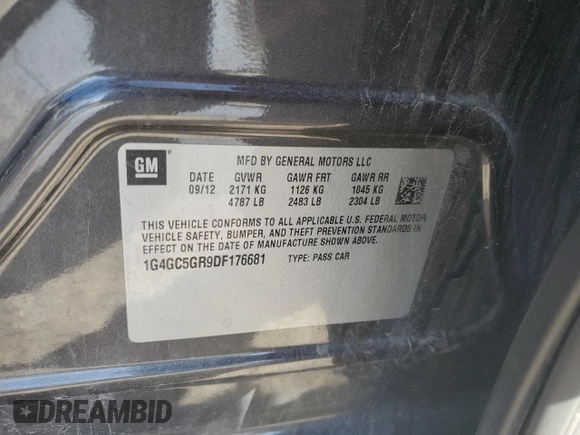 GM
MFD BY GENERAL MOTORS LLC
DATE GVWR GAWR FRT GAWR RR
09/12 2171 KG 1126 KG 1045 KG
4787 LB 2483 LB 2304 LB
THIS VEHICLE CONFORMS TO ALL APPLICABLE U.S. FEDERAL MOTOR
VEHICLE SAFETY, BUMPER, AND THEFT PREVENTION STANDARDS IN
EFFECT ON THE DATE OF MANUFACTURE SHOWN ABOVE.
1G4GC5GR9DF176681 TYPE: PASS CAR
DREAMBID